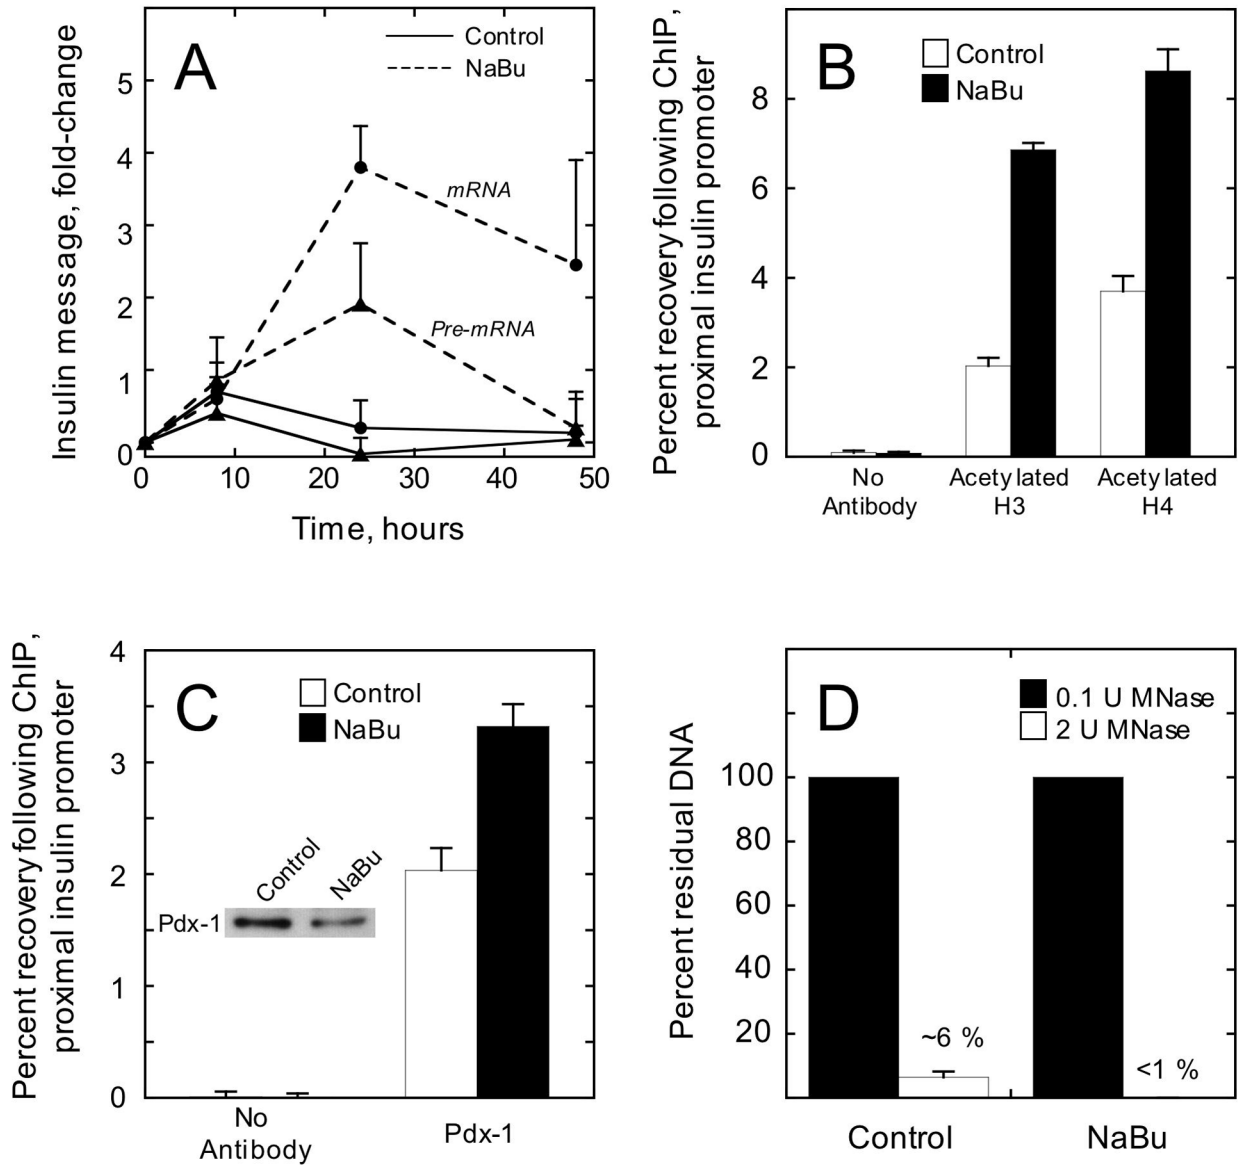 A
Control
NaBu
Insulin message, fold-change
5
4
3
2
1
0
mRNA
Pre-mRNA
0 10 20 30 40 50
Time, hours
B
Control
NaBu
Percent recovery following ChIP,
proximal insulin promoter
8
6
4
2
0
No
Antibody
Acetylated
H3
Acetylated
H4
C
Control
NaBu
Percent recovery following ChIP,
proximal insulin promoter
4
3
2
1
0
Control
NaBu
Pdx-1
No
Antibody
Pdx-1
D
0.1 U MNase
2 U MNase
Percent residual DNA
100
80
60
40
20
~6 %
<1 %
Control
NaBu